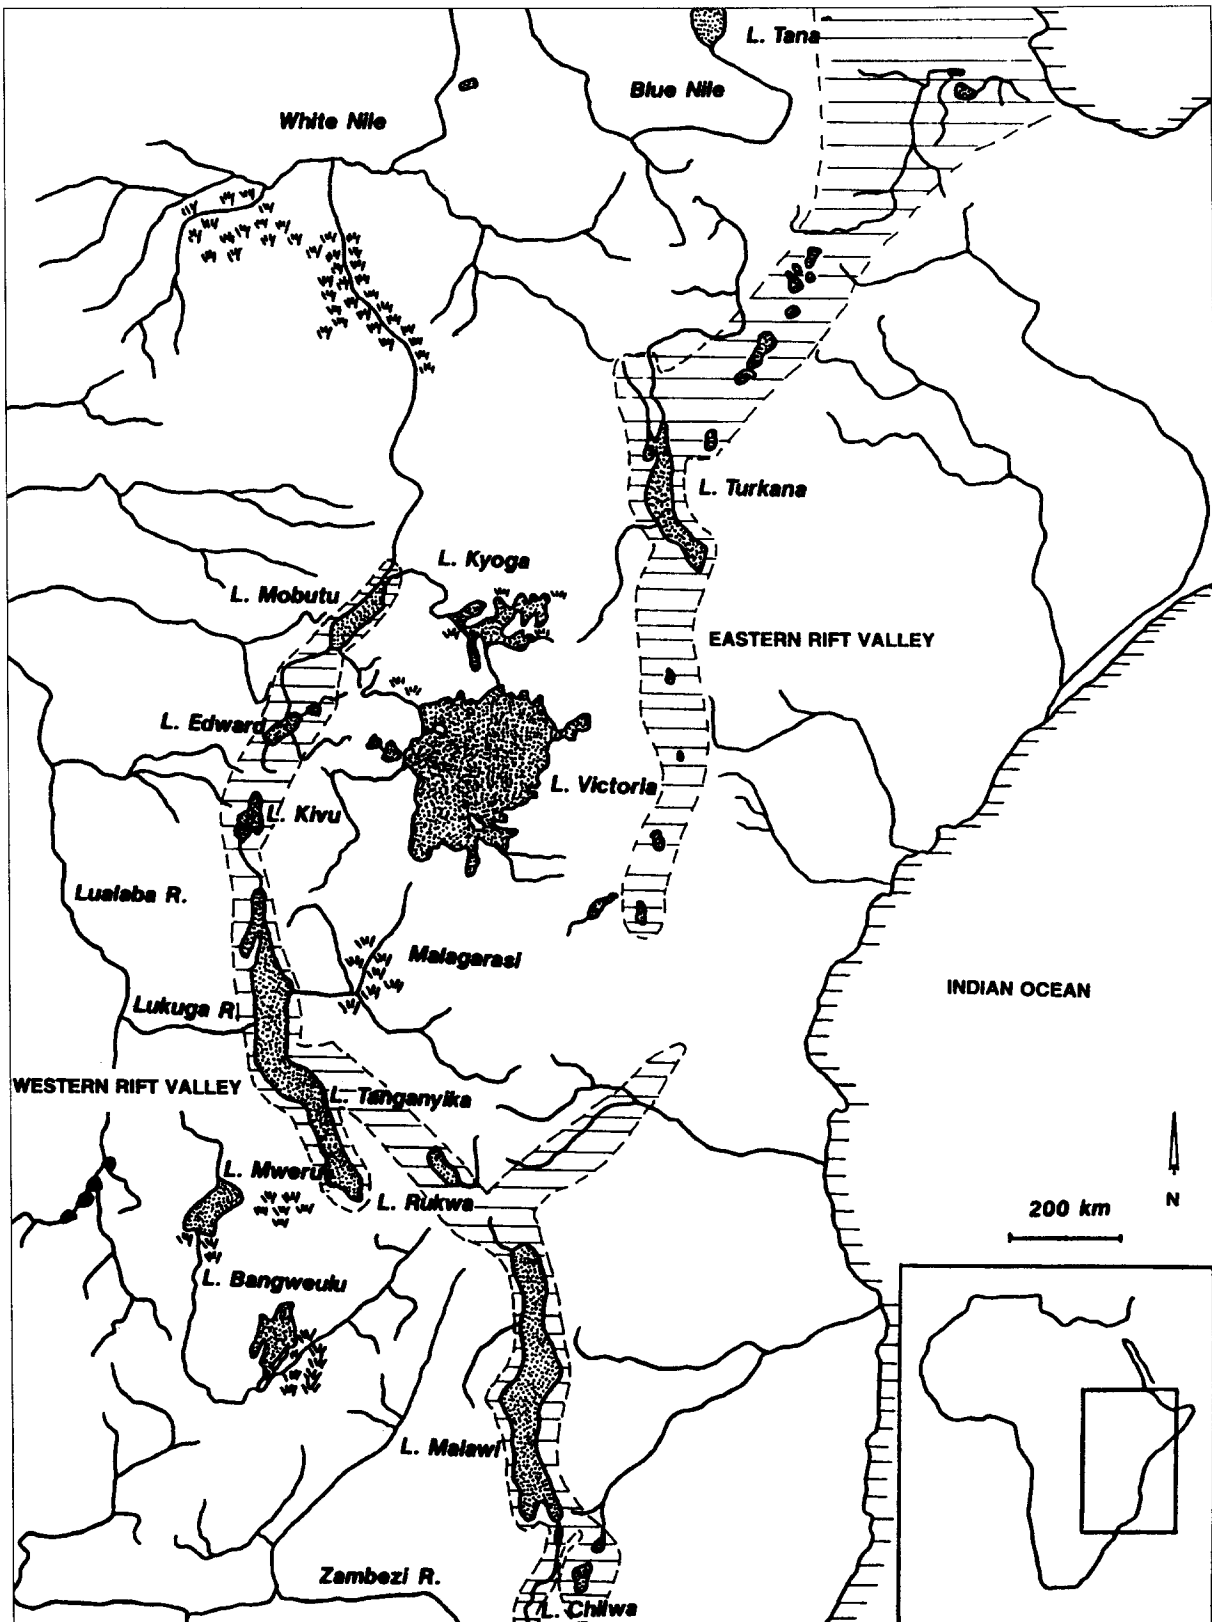 L. Tana
Blue Nile
White Nile
L. Turkana
L. Kyoga
L. Mobutu
EASTERN RIFT VALLEY
L. Edward
L. Victoria
L. Kivu
Lualaba R.
Malagarasi
INDIAN OCEAN
Lukuga R.
WESTERN RIFT VALLEY
L. Tanganyika
L. Mweru
L. Rukwa
N
200 km
L. Bangweulu
L. Malawi
Zambezi R.
L. Chilwa